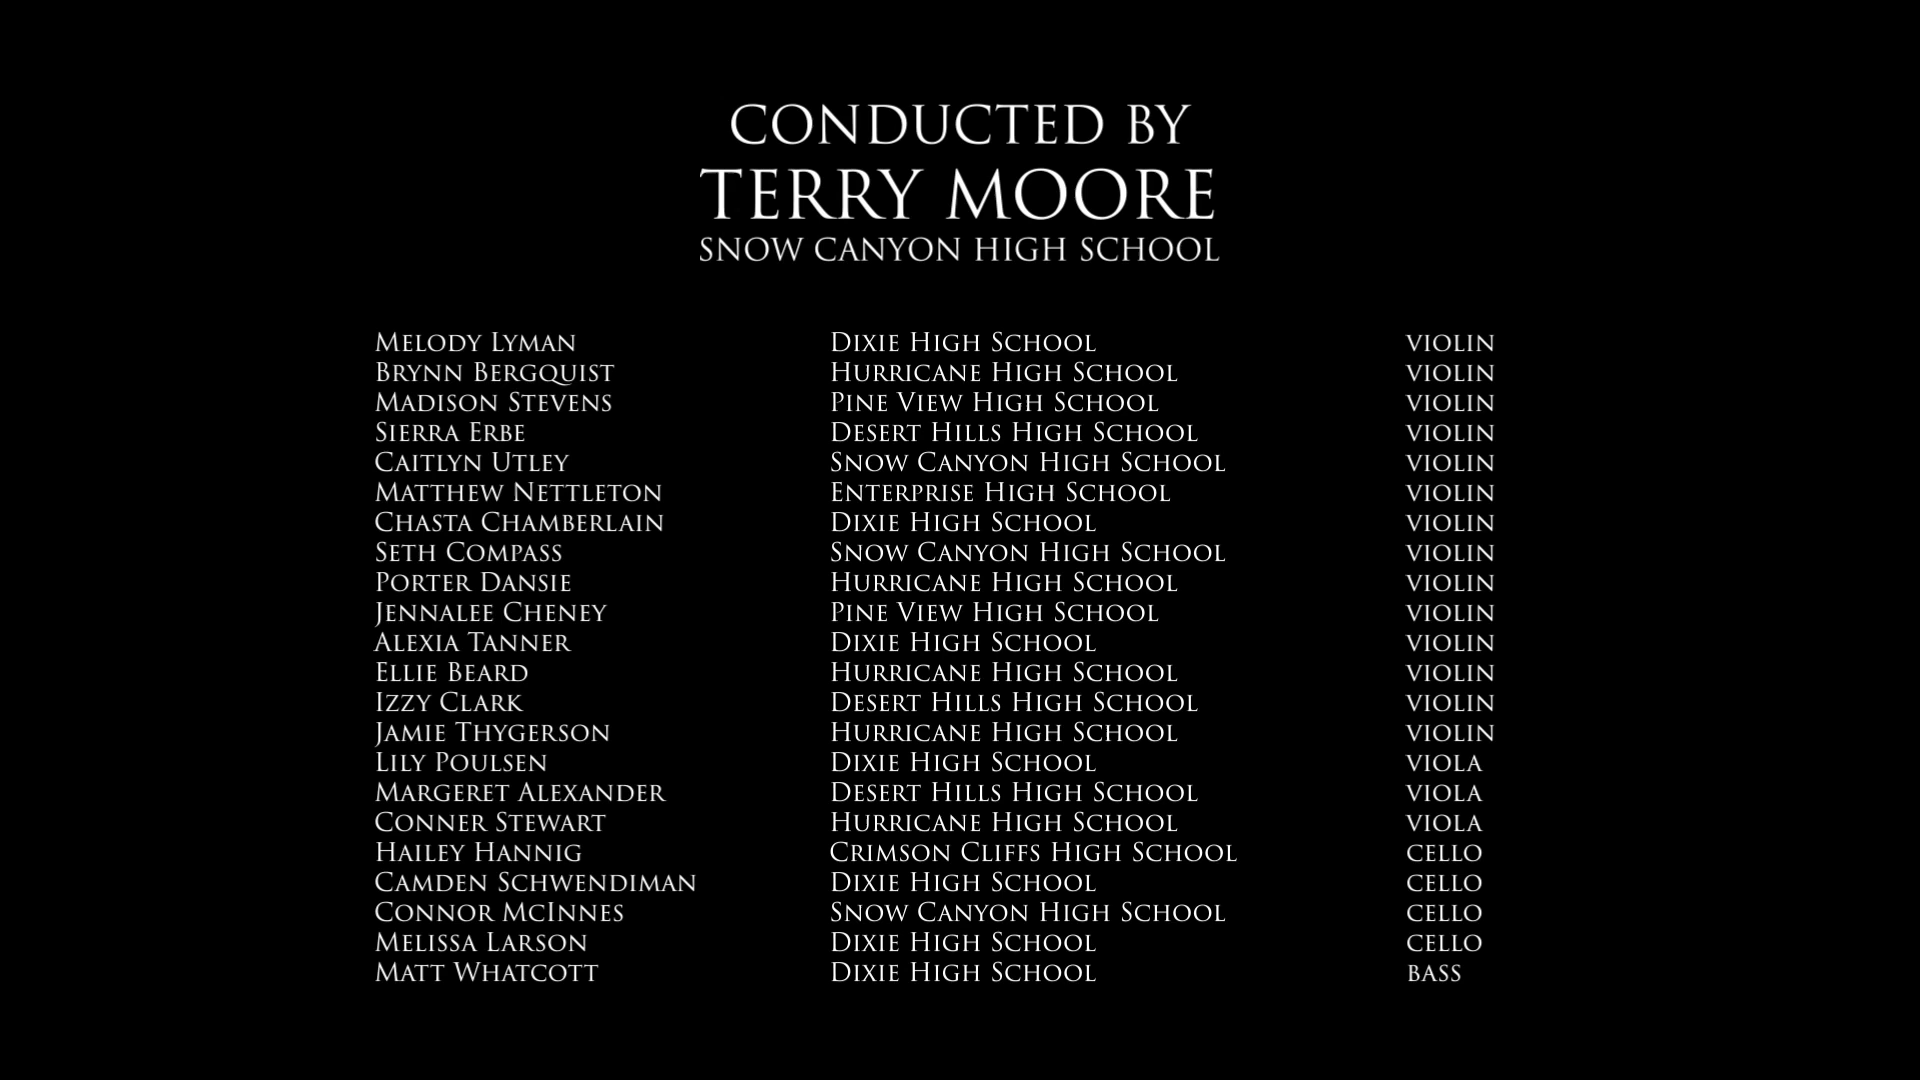 CONDUCTED BY
TERRY MOORE
SNOW CANYON HIGH SCHOOL
MELODY LYMAN DIXIE HIGH SCHOOL VIOLIN
BRYNN BERGQUIST HURRICANE HIGH SCHOOL VIOLIN
MADISON STEVENS PINE VIEW HIGH SCHOOL VIOLIN
SIERRA ERBE DESERT HILLS HIGH SCHOOL VIOLIN
CAITLYN UTLEY SNOW CANYON HIGH SCHOOL VIOLIN
MATTHEW NETTLETON ENTERPRISE HIGH SCHOOL VIOLIN
CHASTA CHAMBERLAIN DIXIE HIGH SCHOOL VIOLIN
SETH COMPASS SNOW CANYON HIGH SCHOOL VIOLIN
PORTER DANSIE HURRICANE HIGH SCHOOL VIOLIN
JENNALEE CHENEY PINE VIEW HIGH SCHOOL VIOLIN
ALEXIA TANNER DIXIE HIGH SCHOOL VIOLIN
ELLIE BEARD HURRICANE HIGH SCHOOL VIOLIN
IZZY CLARK DESERT HILLS HIGH SCHOOL VIOLIN
JAMIE THYGERSON HURRICANE HIGH SCHOOL VIOLIN
LILY POULSEN DIXIE HIGH SCHOOL VIOLA
MARGERET ALEXANDER DESERT HILLS HIGH SCHOOL VIOLA
CONNER STEWART HURRICANE HIGH SCHOOL VIOLA
HAILEY HANNIG CRIMSON CLIFFS HIGH SCHOOL CELLO
CAMDEN SCHWENDIMAN DIXIE HIGH SCHOOL CELLO
CONNOR MCINNES SNOW CANYON HIGH SCHOOL CELLO
MELISSA LARSON DIXIE HIGH SCHOOL CELLO
MATT WHATCOTT DIXIE HIGH SCHOOL BASS